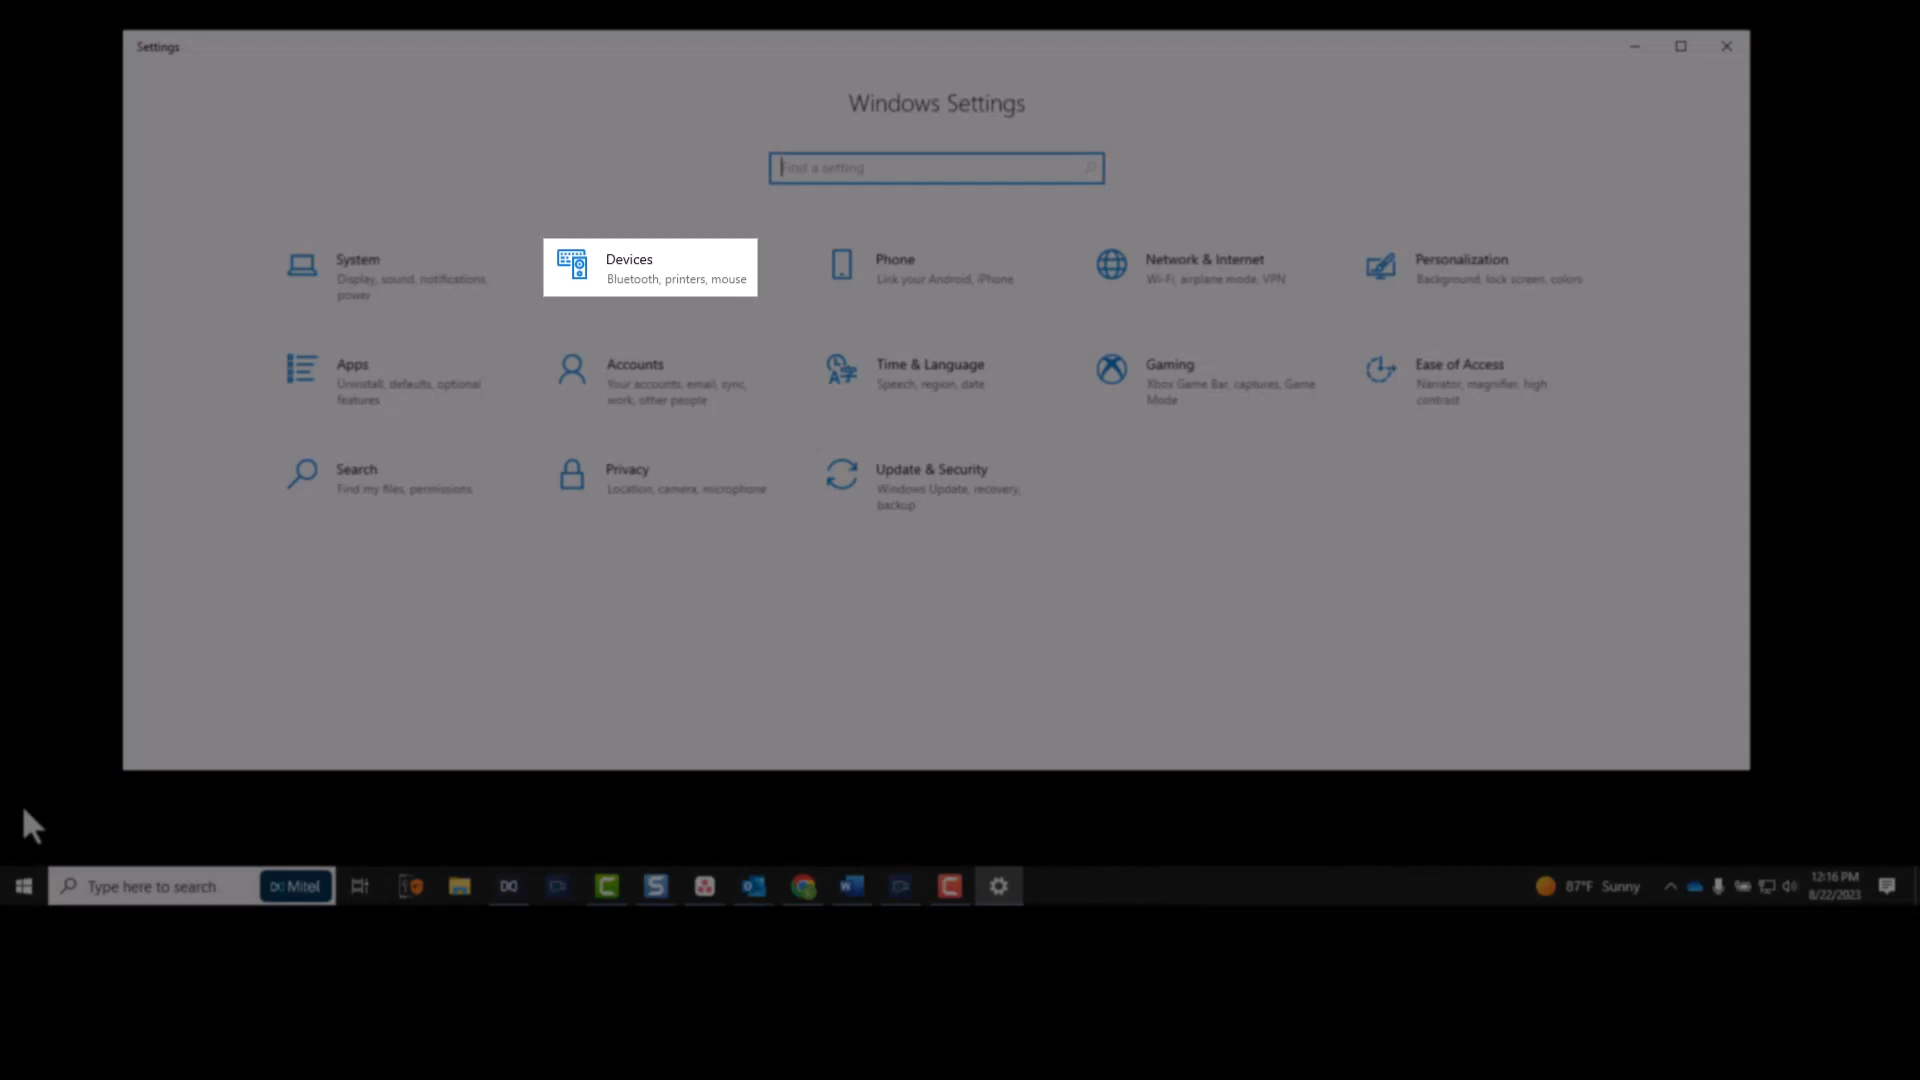 Settings
Windows Settings
Find a setting
System
Display, sound, notifications,
power
Devices
Bluetooth, printers, mouse
Phone
Link your Android, iPhone
Network & Internet
Wi-Fi, airplane mode, VPN
Personalization
Background, lock screen, colors
Apps
Uninstall, defaults, optional
features
Accounts
Your accounts, email, sync,
work, other people
Time & Language
Speech, region, date
Gaming
Xbox Game Bar, captures, Game
Mode
Ease of Access
Narrator, magnifier, high
contrast
Search
Find my files, permissions
Privacy
Location, camera, microphone
Update & Security
Windows Update, recovery,
backup
Type here to search
Mitel
87°F Sunny
12:16 PM
8/22/2023